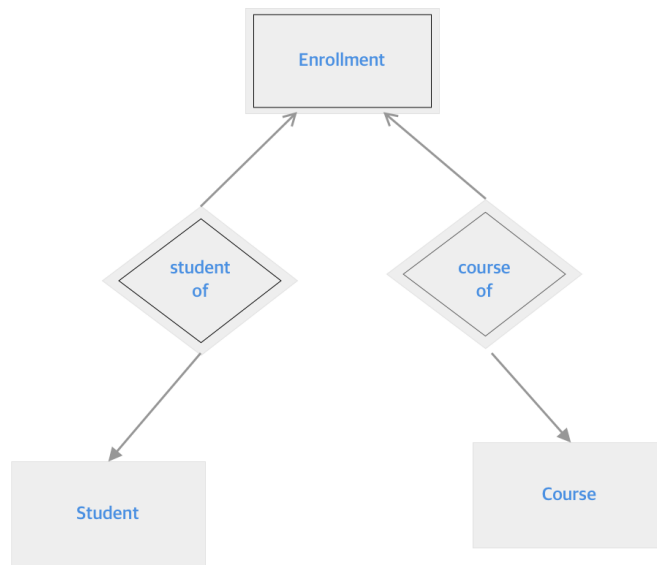 Enrollment
student
of
course
of
Student
Course